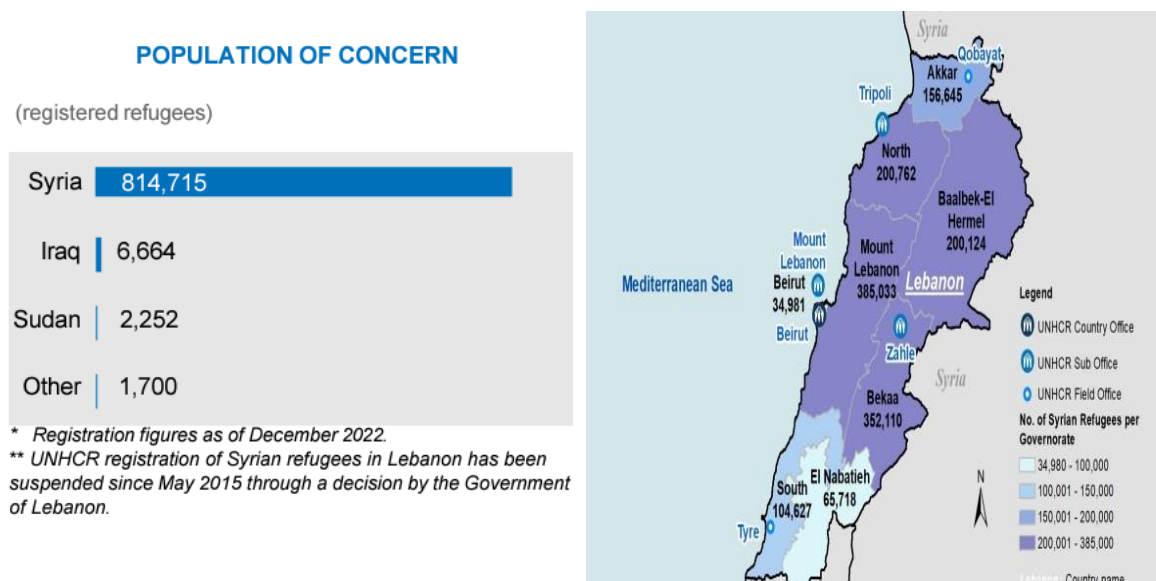 POPULATION OF CONCERN
(registered refugees)
Syria 814,715
Iraq 6,664
Sudan 2,252
Other 1,700
* Registration figures as of December 2022.
** UNHCR registration of Syrian refugees in Lebanon has been
suspended since May 2015 through a decision by the Government
of Lebanon.
Syria
Qobayat
Akkar
156,645
Tripoli
North
200,762
Baalbek-El
Hermel
200,124
Mount
Lebanon
Mount
Lebanon
385,033
Lebanon
Mediterranean Sea
Beirut
34,981
Beirut
Zahle
Syria
Bekaa
352,110
El Nabatieh
65,718
South
104,627
Tyre
N
Legend
UNHCR Country Office
UNHCR Sub Office
UNHCR Field Office
No. of Syrian Refugees per
Governorate
34,980 - 100,000
100,001 - 150,000
150,001 - 200,000
200,001 - 385,000
Lebanon Country name